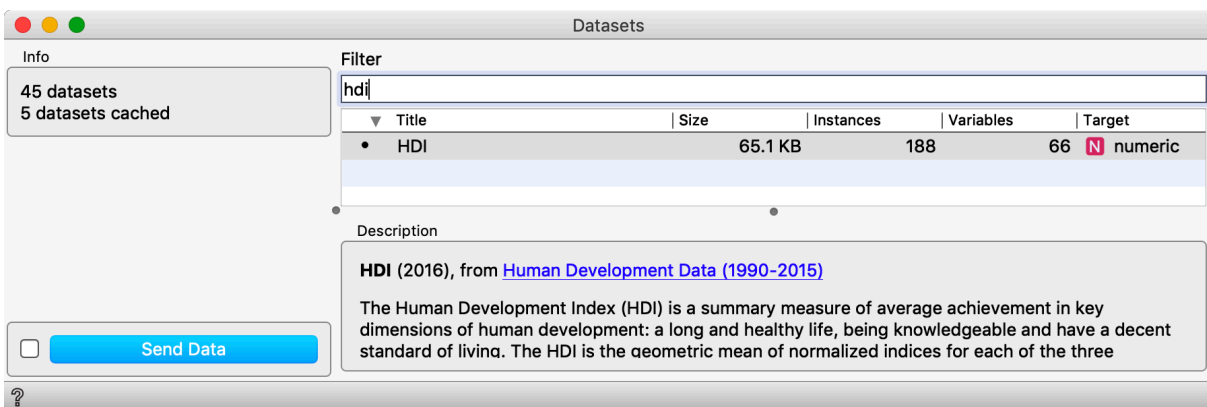 Datasets
Info
45 datasets
5 datasets cached
Filter
hdi
Title Size Instances Variables Target
HDI 65.1 KB 188 66 N numeric
Description
HDI (2016), from Human Development Data (1990-2015)
The Human Development Index (HDI) is a summary measure of average achievement in key
dimensions of human development: a long and healthy life, being knowledgeable and have a decent
standard of living. The HDI is the geometric mean of normalized indices for each of the three
Send Data
?